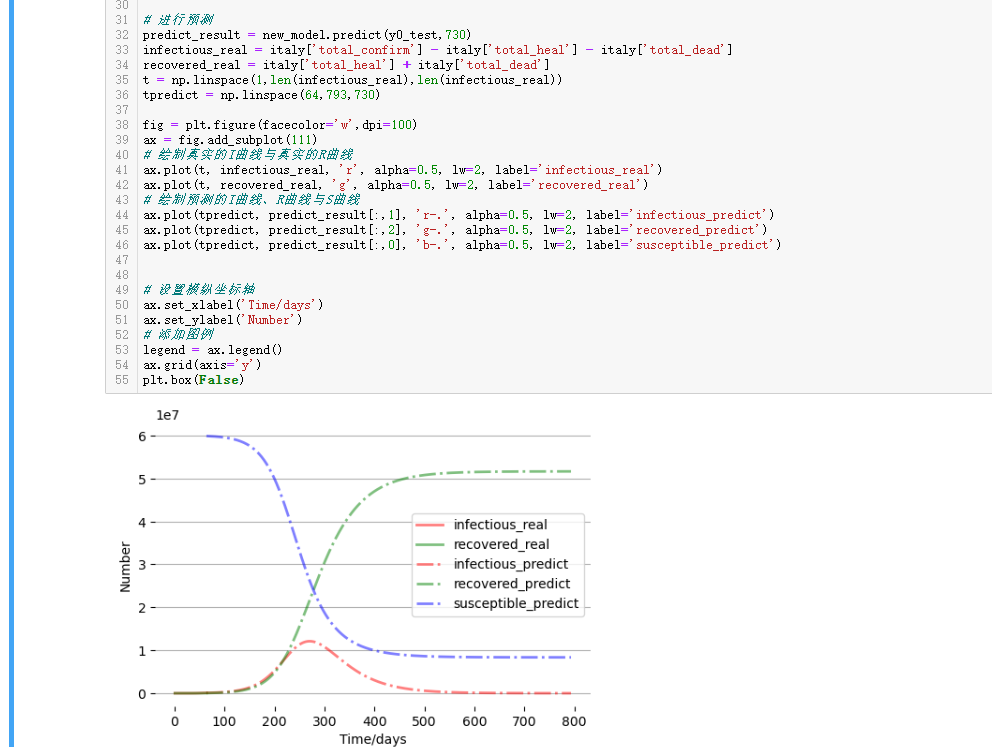 30
31 # 进行预测
32 predict_result = new_model.predict(y0_test,730)
33 infectious_real = italy['total_confirm'] - italy['total_heal'] - italy['total_dead']
34 recovered_real = italy['total_heal'] + italy['total_dead']
35 t = np.linspace(1,len(infectious_real),len(infectious_real))
36 tpredict = np.linspace(64,793,730)
37
38 fig = plt.figure(facecolor='w',dpi=100)
39 ax = fig.add_subplot(111)
40 # 绘制真实的I曲线与真实的R曲线
41 ax.plot(t, infectious_real, 'r', alpha=0.5, lw=2, label='infectious_real')
42 ax.plot(t, recovered_real, 'g', alpha=0.5, lw=2, label='recovered_real')
43 # 绘制预测的I曲线、R曲线与S曲线
44 ax.plot(tpredict, predict_result[:,1], 'r-.', alpha=0.5, lw=2, label='infectious_predict')
45 ax.plot(tpredict, predict_result[:,2], 'g-.', alpha=0.5, lw=2, label='recovered_predict')
46 ax.plot(tpredict, predict_result[:,0], 'b-.', alpha=0.5, lw=2, label='susceptible_predict')
47
48
49 # 设置横纵坐标轴
50 ax.set_xlabel('Time/days')
51 ax.set_ylabel('Number')
52 # 添加图例
53 legend = ax.legend()
54 ax.grid(axis='y')
55 plt.box(False)
1e7
6
5
4
3
2
1
0
Number
infectious_real
recovered_real
infectious_predict
recovered_predict
susceptible_predict
0 100 200 300 400 500 600 700 800
Time/days